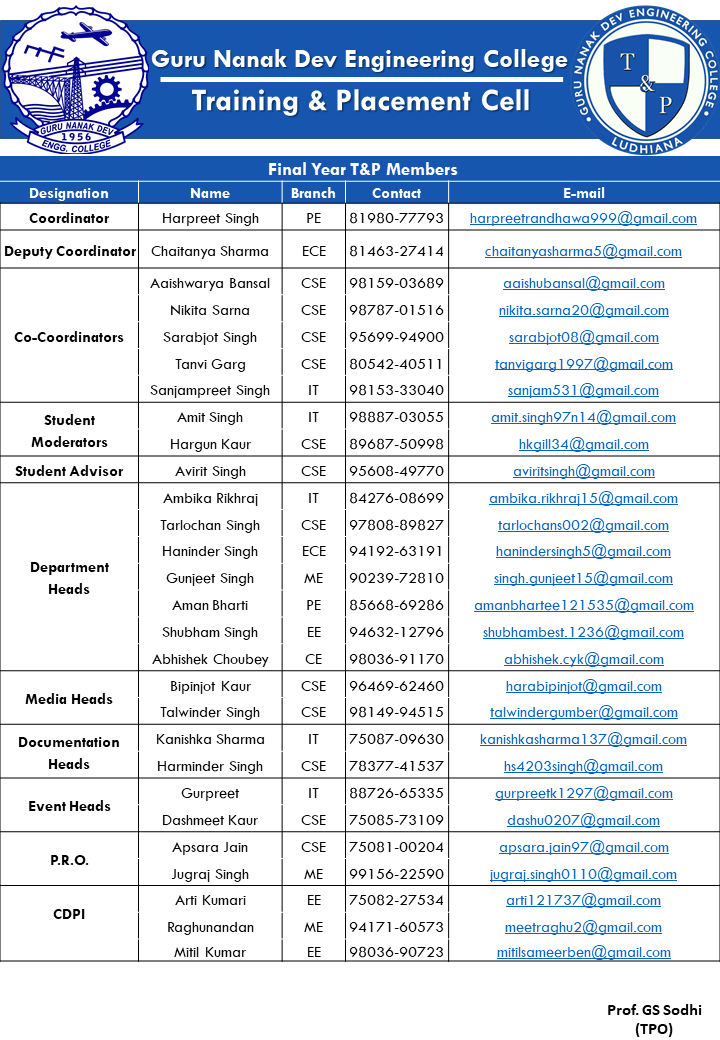 Guru Nanak Dev Engineering College
Training & Placement Cell
GURU NANAK DEV
1956
ENGG. COLLEGE
GURU NANAK DEV ENGINEERING COLLEGE
T & P
LUDHIANA
Final Year T&P Members
Designation Name Branch Contact E-mail
Coordinator Harpreet Singh PE 81980-77793 harpreetrandhawa999@gmail.com
Deputy Coordinator Chaitanya Sharma ECE 81463-27414 chaitanyasharma5@gmail.com
Co-Coordinators
Aaishwarya Bansal CSE 98159-03689 aaishubansal@gmail.com
Nikita Sarna CSE 98787-01516 nikita.sarna20@gmail.com
Sarabjot Singh CSE 95699-94900 sarabjot08@gmail.com
Tanvi Garg CSE 80542-40511 tanvigarg1997@gmail.com
Sanjampreet Singh IT 98153-33040 sanjam531@gmail.com
Student Moderators
Amit Singh IT 98887-03055 amit.singh97n14@gmail.com
Hargun Kaur CSE 89687-50998 hkgill34@gmail.com
Student Advisor Avirit Singh CSE 95608-49770 aviritsingh@gmail.com
Department Heads
Ambika Rikhraj IT 84276-08699 ambika.rikhraj15@gmail.com
Tarlochan Singh CSE 97808-89827 tarlochans002@gmail.com
Haninder Singh ECE 94192-63191 hanindersingh5@gmail.com
Gunjeet Singh ME 90239-72810 singh.gunjeet15@gmail.com
Aman Bharti PE 85668-69286 amanbhartee121535@gmail.com
Shubham Singh EE 94632-12796 shubhambest.1236@gmail.com
Abhishek Choubey CE 98036-91170 abhishek.cyk@gmail.com
Media Heads
Bipinjot Kaur CSE 96469-62460 harabipinjot@gmail.com
Talwinder Singh CSE 98149-94515 talwindergumber@gmail.com
Documentation Heads
Kanishka Sharma IT 75087-09630 kanishkasharma137@gmail.com
Harminder Singh CSE 78377-41537 hs4203singh@gmail.com
Event Heads
Gurpreet IT 88726-65335 gurpreetk1297@gmail.com
Dashmeet Kaur CSE 75085-73109 dashu0207@gmail.com
P.R.O.
Apsara Jain CSE 75081-00204 apsara.jain97@gmail.com
Jugraj Singh ME 99156-22590 jugraj.singh0110@gmail.com
CDPI
Arti Kumari EE 75082-27534 arti121737@gmail.com
Raghunandan ME 94171-60573 meetraghu2@gmail.com
Mitil Kumar EE 98036-90723 mitilsameerben@gmail.com
Prof. GS Sodhi
(TPO)